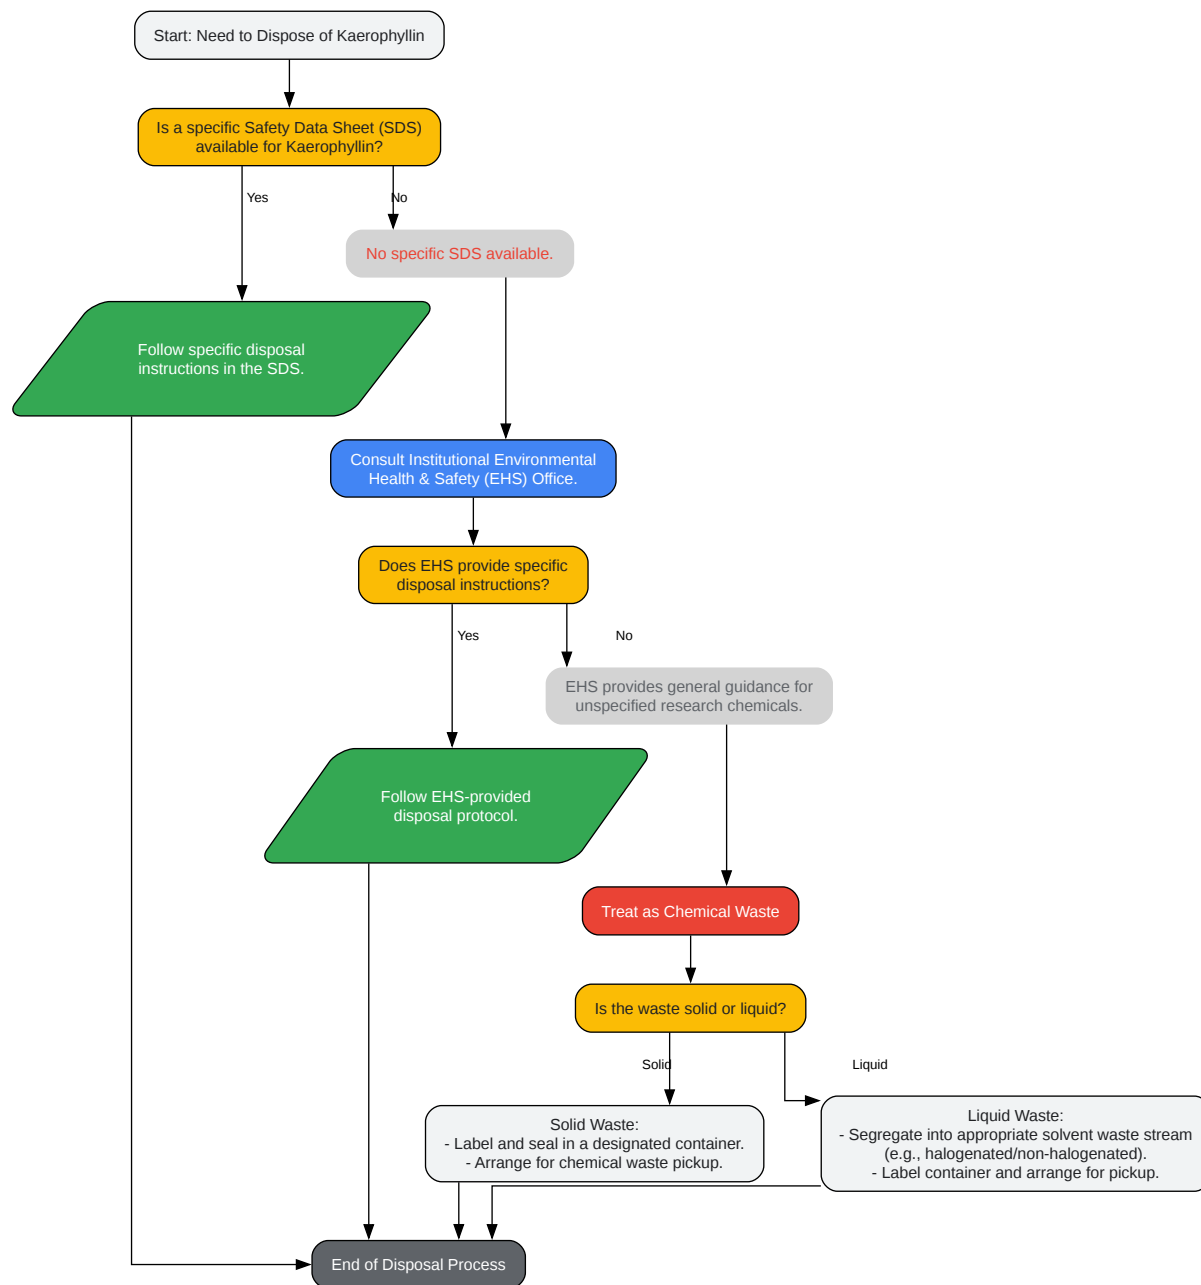 Start: Need to Dispose of Kaerophyllin
Is a specific Safety Data Sheet (SDS)
available for Kaerophyllin?
Yes
No
No specific SDS available.
Follow specific disposal
instructions in the SDS.
Consult Institutional Environmental
Health & Safety (EHS) Office.
Does EHS provide specific
disposal instructions?
Yes
No
EHS provides general guidance for
unspecified research chemicals.
Follow EHS-provided
disposal protocol.
Treat as Chemical Waste
Is the waste solid or liquid?
Solid
Liquid
Solid Waste:
- Label and seal in a designated container.
- Arrange for chemical waste pickup.
Liquid Waste:
- Segregate into appropriate solvent waste stream
(e.g., halogenated/non-halogenated).
- Label container and arrange for pickup.
End of Disposal Process